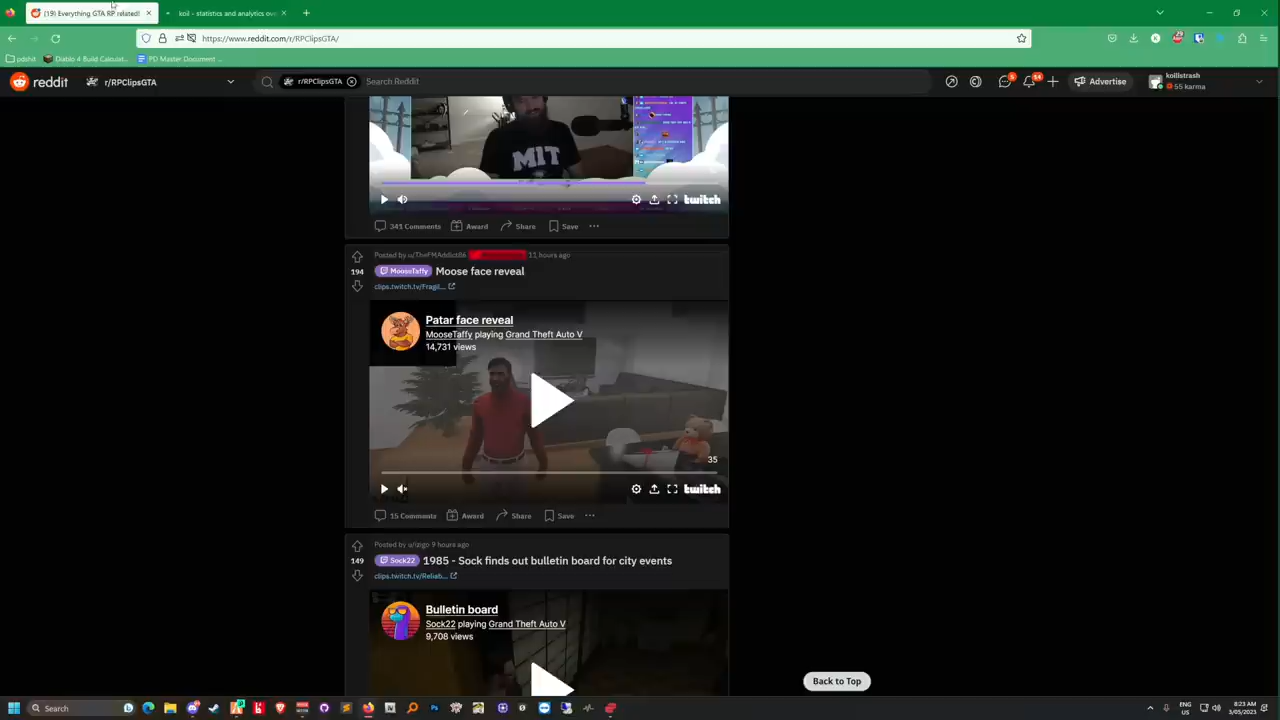 (19) Everything GTA RP related!
koil - statistics and analytics ov
https://www.reddit.com/r/RPClipsGTA/
pdshit
Diablo 4 Build Calculat...
PD Master Document ...
reddit
r/RPClipsGTA
r/RPClipsGTA
Search Reddit
5
14
Advertise
koilistrash
55 karma
MIT
twitch
341 Comments
Award
Share
Save
Posted by u/TheFMAddict86
11 hours ago
194
MooseTaffy
Moose face reveal
clips.twitch.tv/Fragil...
Patar face reveal
MooseTaffy playing Grand Theft Auto V
14,731 views
35
twitch
15 Comments
Award
Share
Save
Posted by u/izigo 9 hours ago
149
Sock22
1985 - Sock finds out bulletin board for city events
clips.twitch.tv/Reliab...
Bulletin board
Sock22 playing Grand Theft Auto V
9,708 views
Back to Top
Search
ENG
US
8:23 AM
3/05/2023